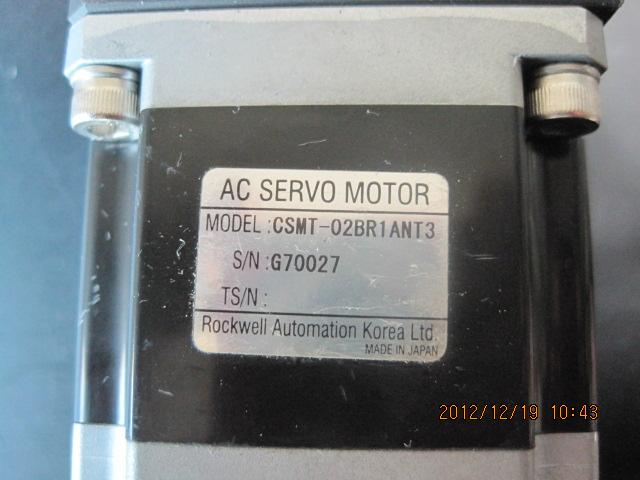 AC SERVO MOTOR
MODEL :CSMT-02BR1ANT3
S/N :G70027
TS/N :
Rockwell Automation Korea Ltd.
MADE IN JAPAN
2012/12/19 10:43